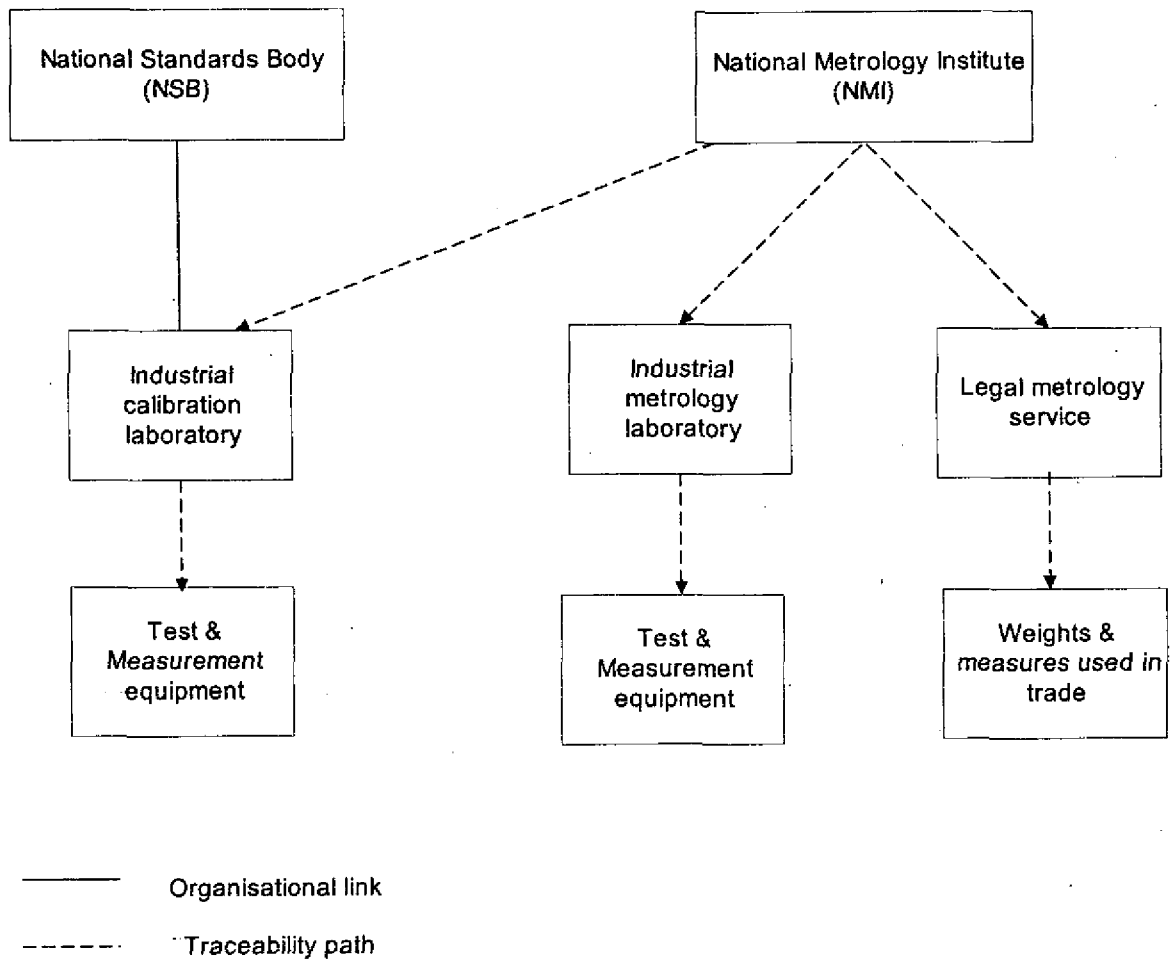 National Standards Body
(NSB)
National Metrology Institute
(NMI)
Industrial
calibration
laboratory
Industrial
metrology
laboratory
Legal metrology
service
Test &
Measurement
equipment
Test &
Measurement
equipment
Weights &
measures used in
trade
Organisational link
Traceability path